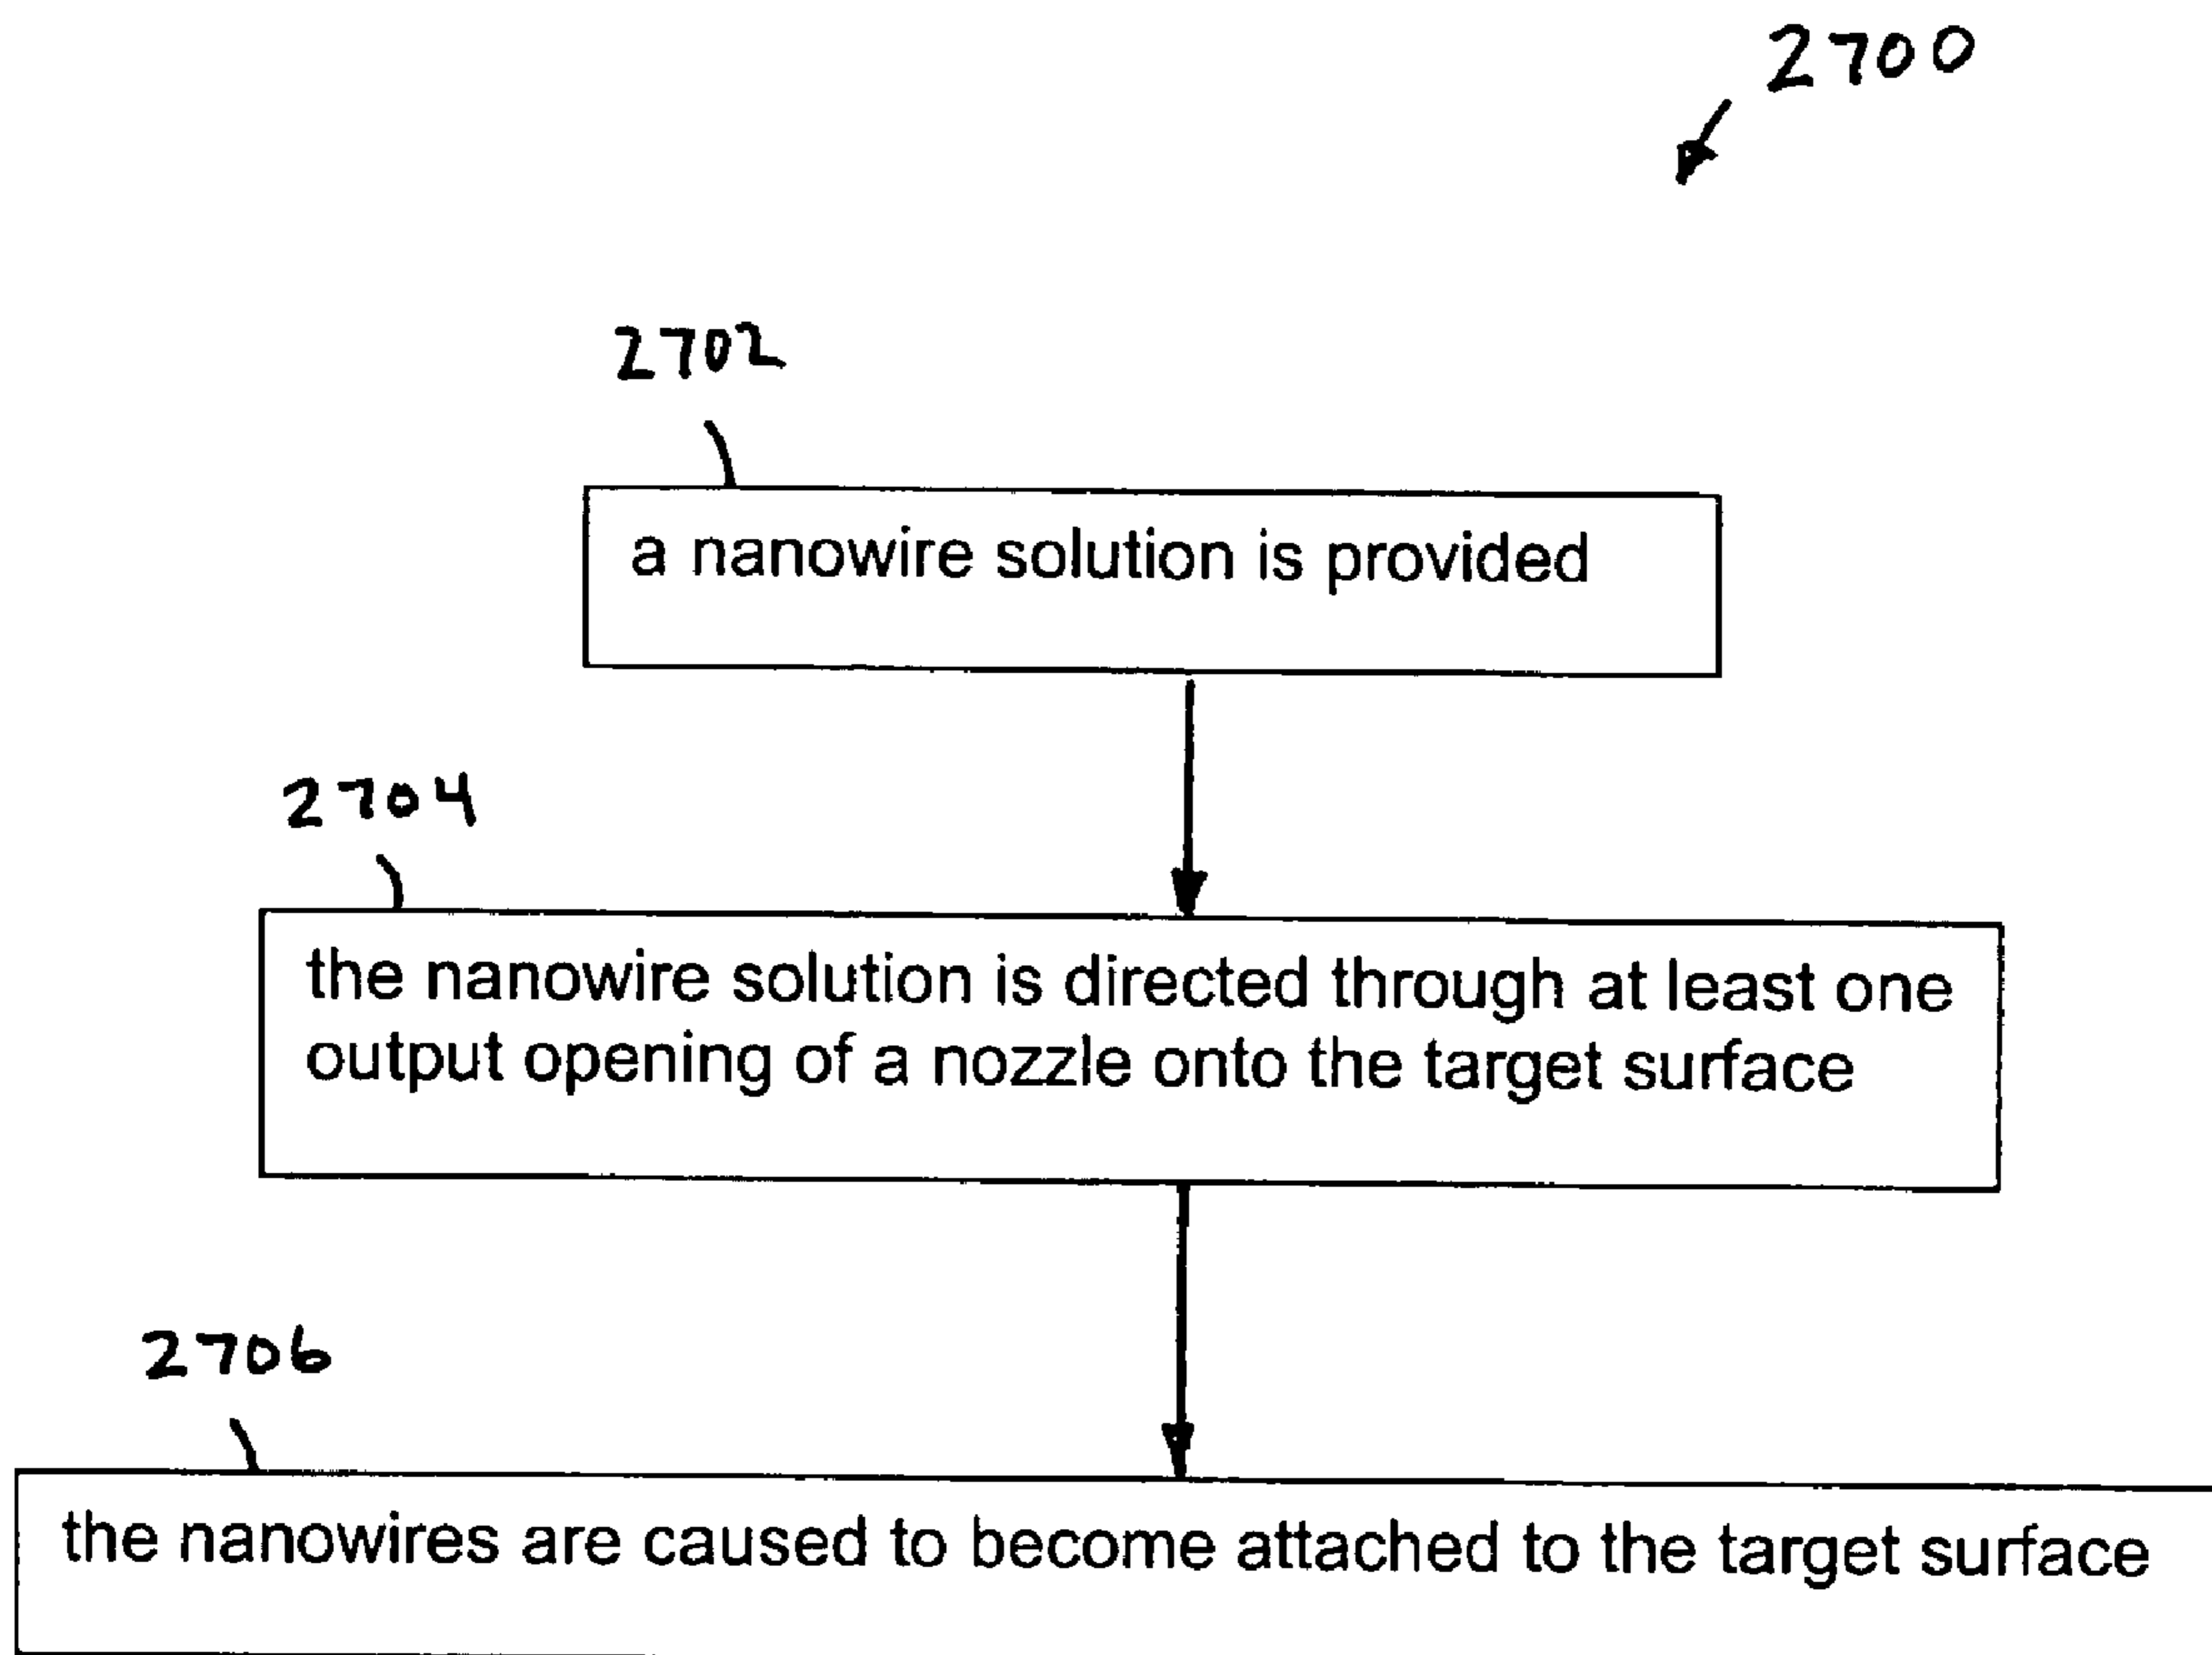 2700
2702
a nanowire solution is provided
2704
the nanowire solution is directed through at least one
output opening of a nozzle onto the target surface
2706
the nanowires are caused to become attached to the target surface